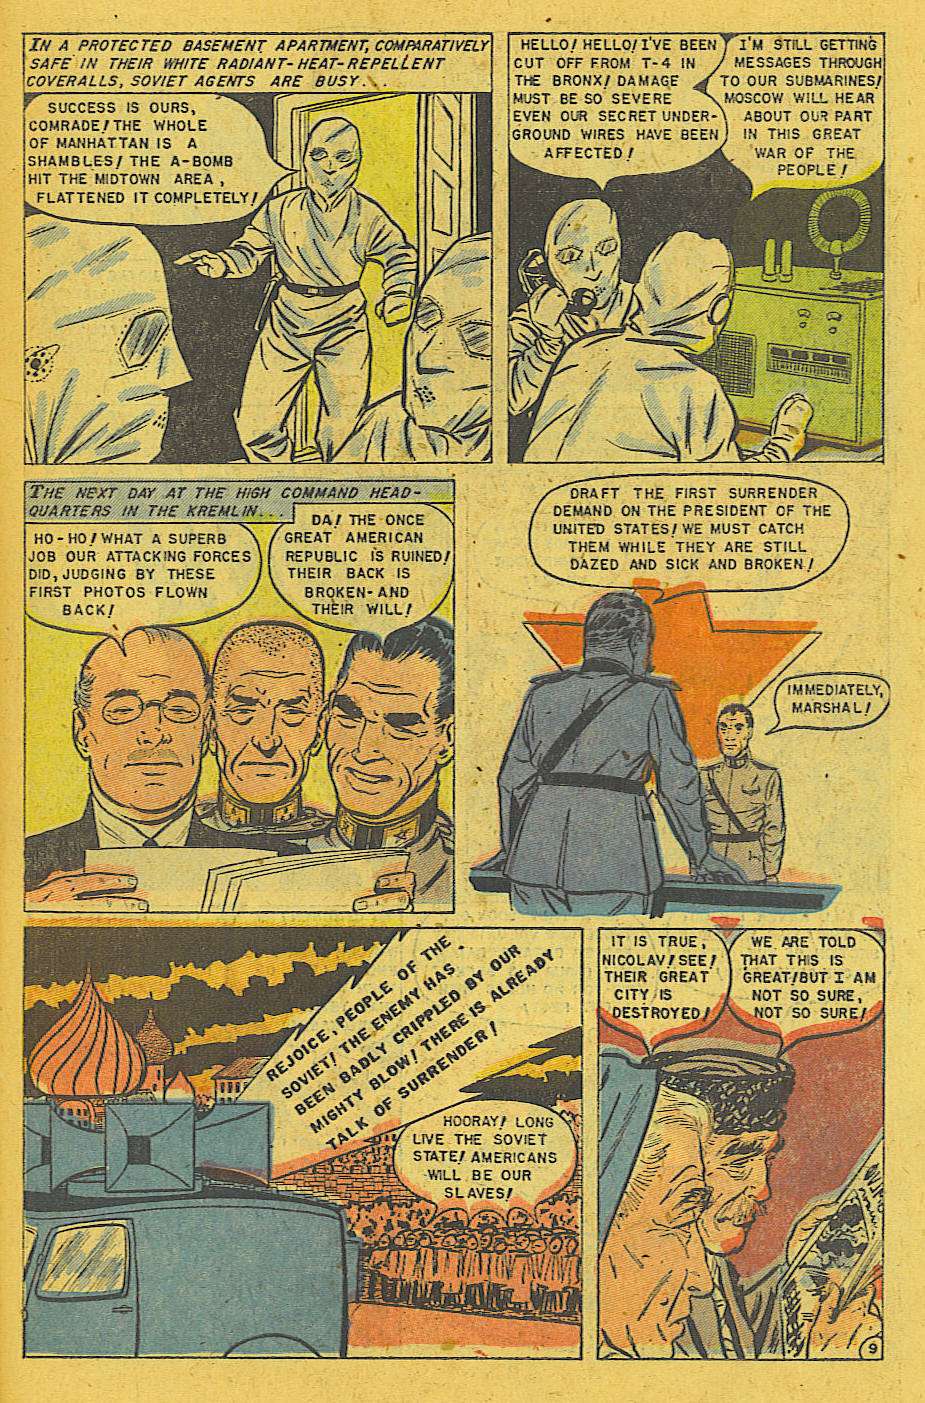 IN A PROTECTED BASEMENT APARTMENT, COMPARATIVELY
SAFE IN THEIR WHITE RADIANT-HEAT-REPELLENT
COVERALLS, SOVIET AGENTS ARE BUSY...
SUCCESS IS OURS,
COMRADE! THE WHOLE
OF MANHATTAN IS A
SHAMBLES! THE A-BOMB
HIT THE MIDTOWN AREA,
FLATTENED IT COMPLETELY!
HELLO! HELLO! I'VE BEEN
CUT OFF FROM T-4 IN
THE BRONX! DAMAGE
MUST BE SO SEVERE
EVEN OUR SECRET UNDER-
GROUND WIRES HAVE BEEN
AFFECTED!
I'M STILL GETTING
MESSAGES THROUGH
TO OUR SUBMARINES!
MOSCOW WILL HEAR
ABOUT OUR PART
IN THIS GREAT
WAR OF THE
PEOPLE!
THE NEXT DAY AT THE HIGH COMMAND HEAD-
QUARTERS IN THE KREMLIN...
HO-HO! WHAT A SUPERB
JOB OUR ATTACKING FORCES
DID, JUDGING BY THESE
FIRST PHOTOS FLOWN
BACK!
DA! THE ONCE
GREAT AMERICAN
REPUBLIC IS RUINED!
THEIR BACK IS
BROKEN-AND
THEIR WILL!
DRAFT THE FIRST SURRENDER
DEMAND ON THE PRESIDENT OF THE
UNITED STATES! WE MUST CATCH
THEM WHILE THEY ARE STILL
DAZED AND SICK AND BROKEN!
IMMEDIATELY,
MARSHAL!
REJOICE, PEOPLE OF THE
SOVIET! THE ENEMY HAS
BEEN BADLY CRIPPLED BY OUR
MIGHTY BLOW! THERE IS ALREADY
TALK OF SURRENDER!
HOORAY! LONG
LIVE THE SOVIET
STATE! AMERICANS
WILL BE OUR
SLAVES!
IT IS TRUE,
NICOLAV! SEE!
THEIR GREAT
CITY IS
DESTROYED!
WE ARE TOLD
THAT THIS IS
GREAT! BUT I AM
NOT SO SURE,
NOT SO SURE!
9